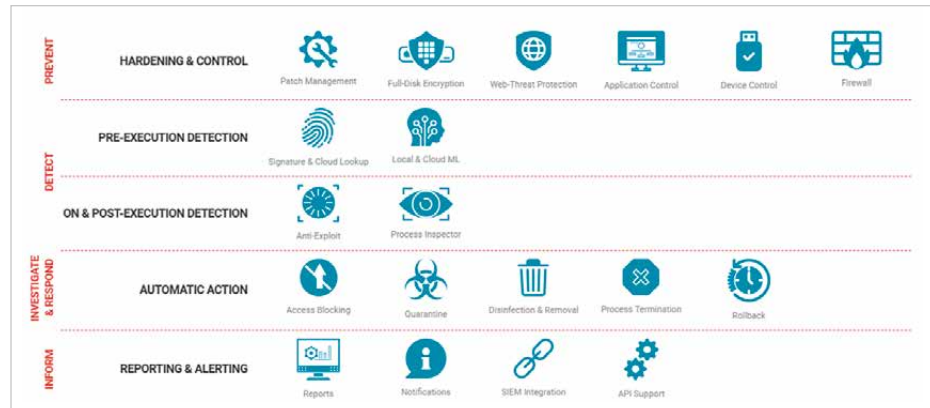 PREVENT
HARDENING & CONTROL
Patch Management
Full-Disk Encryption
Web-Threat Protection
Application Control
Device Control
Firewall
DETECT
PRE-EXECUTION DETECTION
Signature & Cloud Lookup
Local & Cloud ML
ON & POST-EXECUTION DETECTION
Anti-Exploit
Process Inspector
INVESTIGATE
& RESPOND
AUTOMATIC ACTION
Access Blocking
Quarantine
Disinfection & Removal
Process Termination
Rollback
INFORM
REPORTING & ALERTING
Reports
Notifications
SIEM Integration
API Support